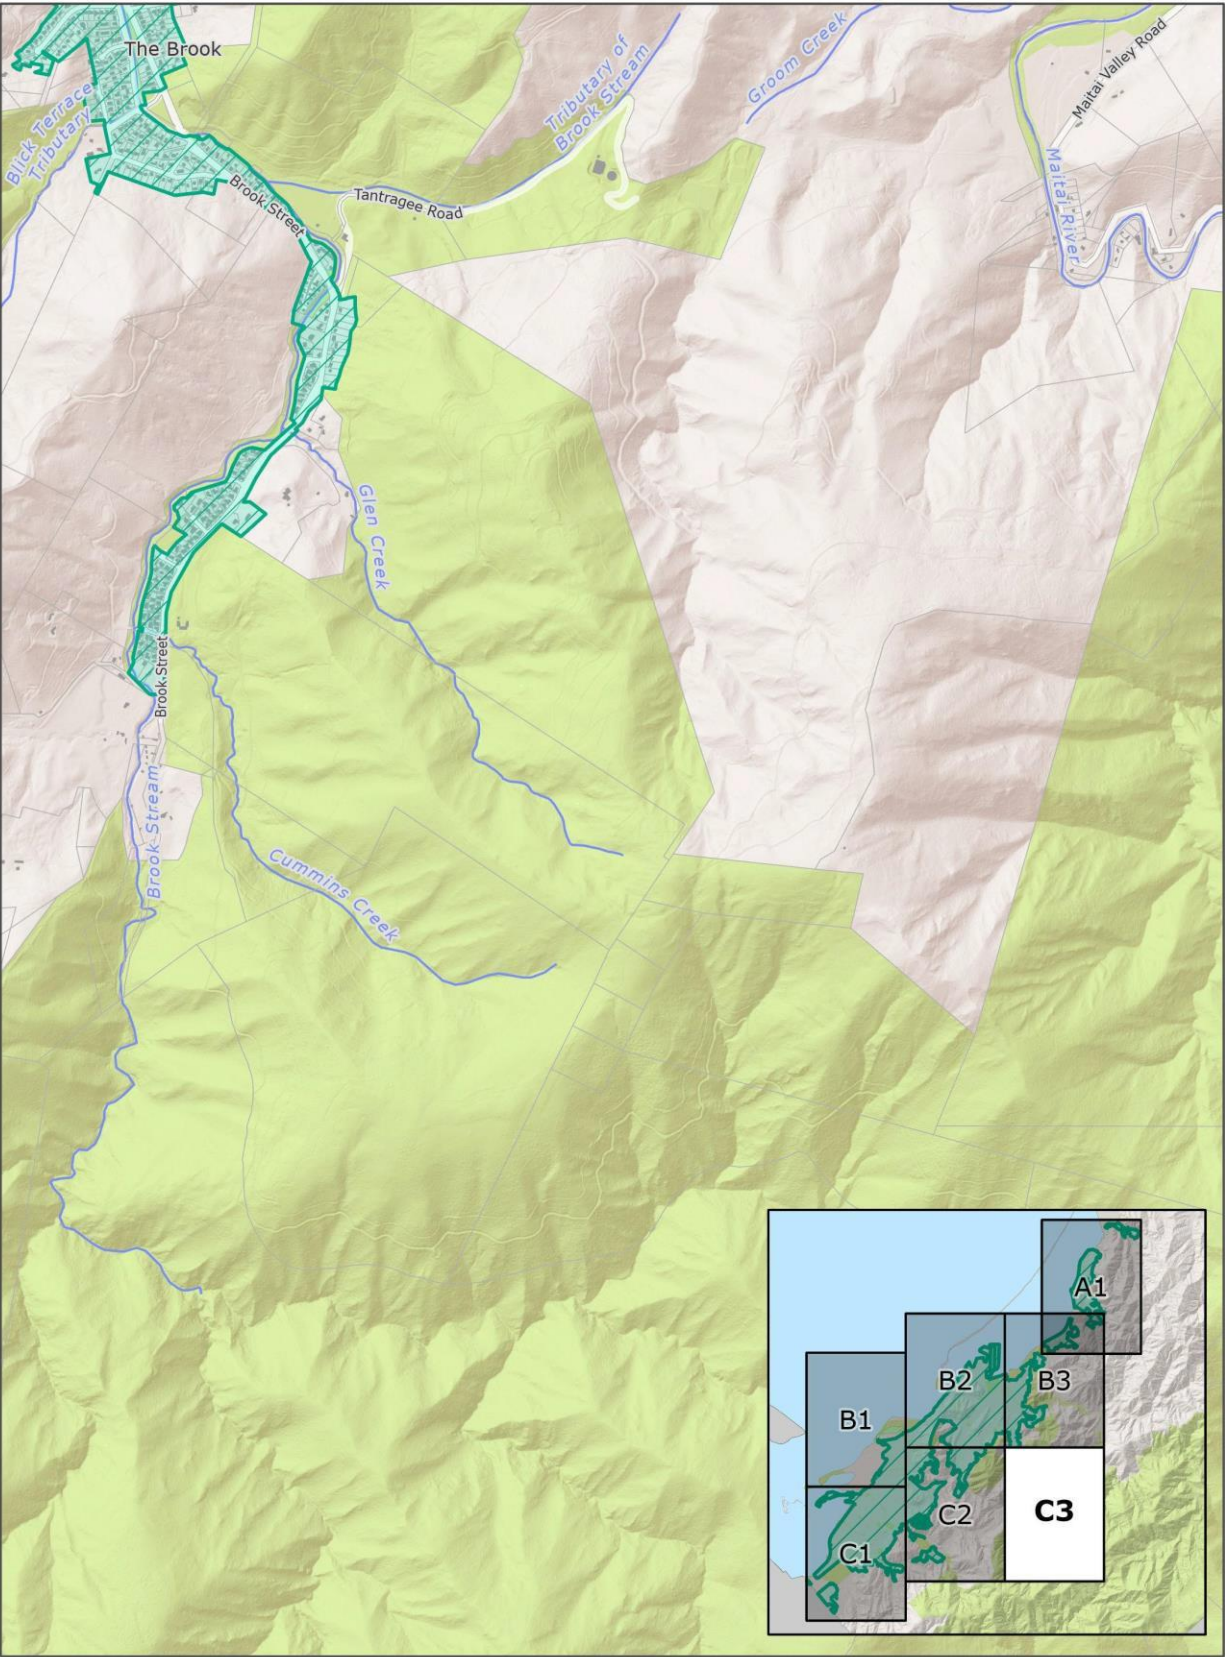 The Brook
Blick Terrace
Tributary
Tributary of
Brook Stream
Groom Creek
Maitai Valley Road
Maitai River
Brook Street
Tantragee Road
Glen Creek
Brook Street
Brook Stream
Cummins Creek
A1
B2
B3
B1
C2
C3
C1